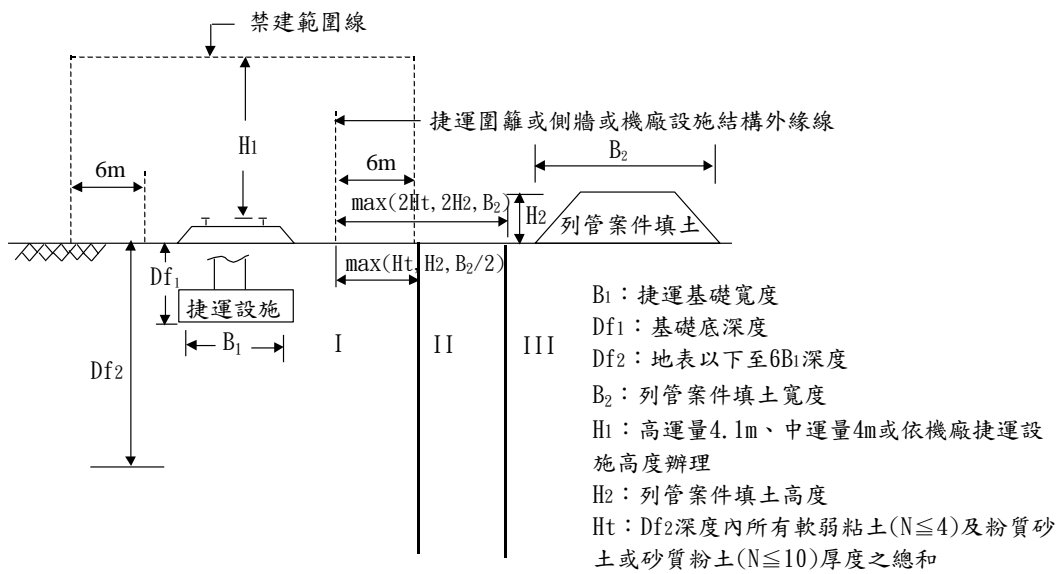 禁建範圍線
捷運圍籬或側牆或機廠設施結構外緣線
H1
B2
6m
6m
max(2Ht, 2H2, B2)
H2
列管案件填土
Df1
max(Ht, H2, B2/2)
捷運設施
B1
I
II
III
Df2
B1：捷運基礎寬度
Df1：基礎底深度
Df2：地表以下至6B1深度
B2：列管案件填土寬度
H1：高運量4.1m、中運量4m或依機廠捷運設
施高度辦理
H2：列管案件填土高度
Ht：Df2深度內所有軟弱粘土(N≦4)及粉質砂
土或砂質粉土(N≦10)厚度之總和